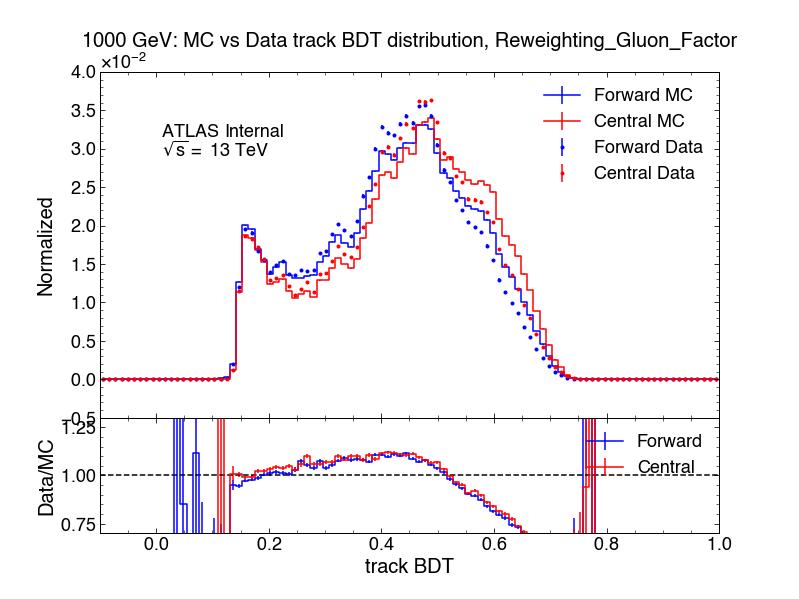 1000 GeV: MC vs Data track BDT distribution, Reweighting_Gluon_Factor
×10⁻²
4.0
3.5
3.0
2.5
2.0
1.5
1.0
0.5
0.0
−0.5
Normalized
ATLAS Internal
√s = 13 TeV
Forward MC
Central MC
Forward Data
Central Data
1.25
1.00
0.75
Data/MC
Forward
Central
0.0 0.2 0.4 0.6 0.8 1.0
track BDT